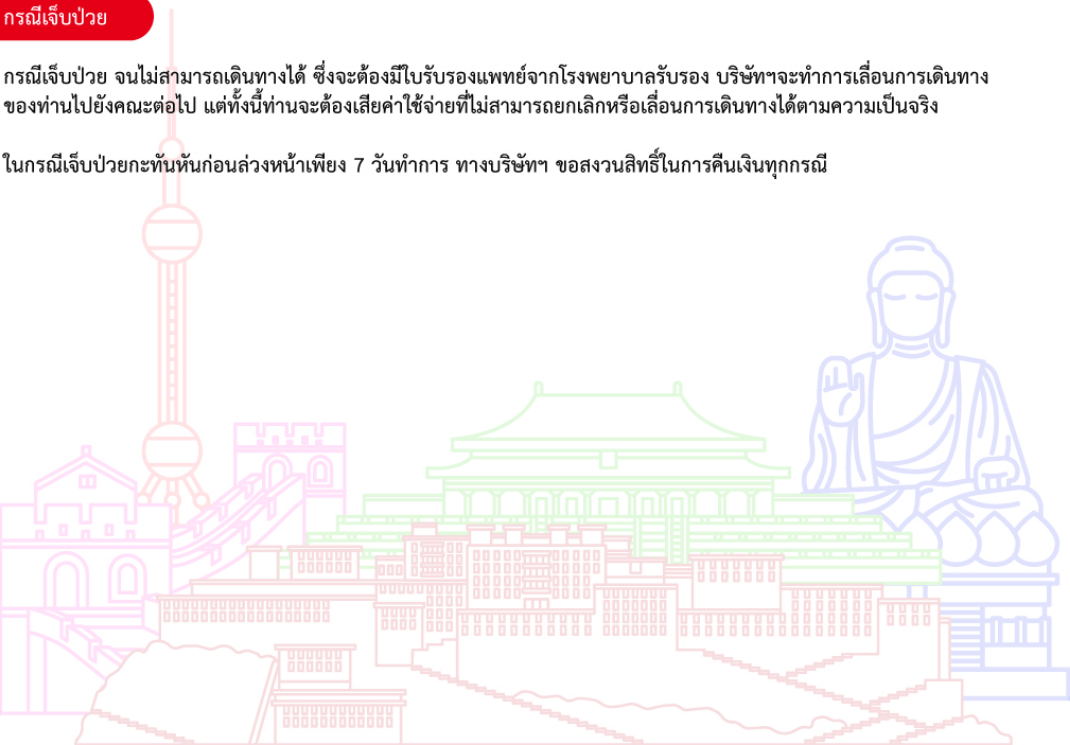 กรณีเจ็บป่วย
กรณีเจ็บป่วย จนไม่สามารถเดินทางได้ ซึ่งจะต้องมีใบรับรองแพทย์จากโรงพยาบาลรับรอง บริษัทฯจะทำการเลื่อนการเดินทาง
ของท่านไปยังคณะต่อไป แต่ทั้งนี้ท่านจะต้องเสียค่าใช้จ่ายที่ไม่สามารถยกเลิกหรือเลื่อนการเดินทางได้ตามความเป็นจริง
ในกรณีเจ็บป่วยกะทันหันก่อนล่วงหน้าเพียง 7 วันทำการ ทางบริษัทฯ ขอสงวนสิทธิ์ในการคืนเงินทุกกรณี